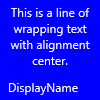 This is a line of
wrapping text
with alignment
center.
DisplayName